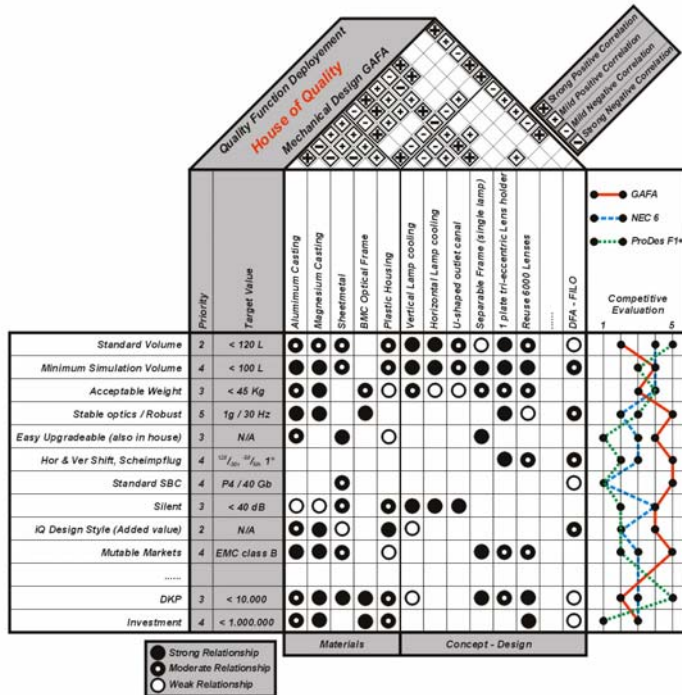 Quality Function Deployement
House of Quality
Mechanical Design GAFA
Strong Positive Correlation
Mild Positive Correlation
Mild Negative Correlation
Strong Negative Correlation
Priority
Target Value
Alumimum Casting
Magnesium Casting
Sheetmetal
BMC Optical Frame
Plastic Housing
Vertical Lamp cooling
Horizontal Lamp cooling
U-shaped outlet canal
Separable Frame (single lamp)
1 plate tri-eccentric Lens holder
Reuse 6000 Lenses
......
DFA - FILO
GAFA
NEC 6
ProDes F1+
Competitive
Evaluation
1 5
Standard Volume 2 < 120 L
Minimum Simulation Volume 4 < 100 L
Acceptable Weight 3 < 45 Kg
Stable optics / Robust 5 1g / 30 Hz
Easy Upgradeable (also in house) 3 N/A
Hor & Ver Shift, Scheimpflug 4 1°
Standard SBC 4 P4 / 40 Gb
Silent 3 < 40 dB
iQ Design Style (Added value) 2 N/A
Mutable Markets 4 EMC class B
......
DKP 3 < 10.000
Investment 4 < 1.000.000
Materials
Concept - Design
Strong Relationship
Moderate Relationship
Weak Relationship